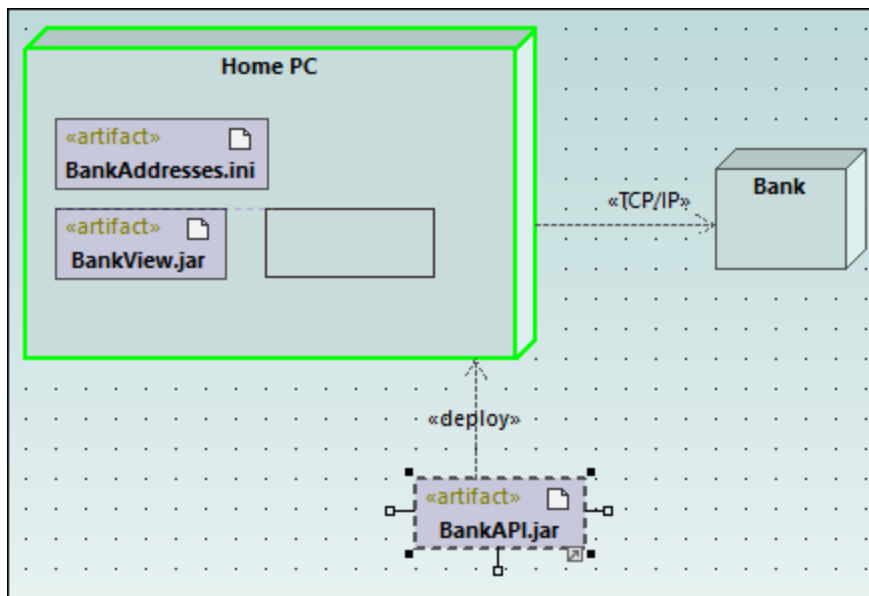 Home PC
«artifact»
BankAddresses.ini
«artifact»
BankView.jar
«TCP/IP»
Bank
«deploy»
«artifact»
BankAPI.jar